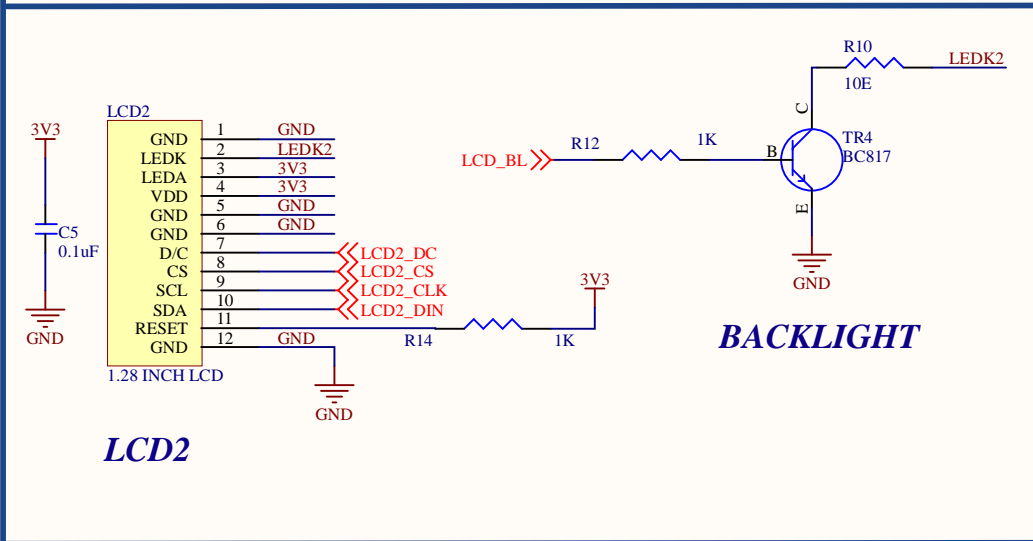 R10
LEDK2
10E
LCD2
3V3
GND 1 GND
LEDK 2 LEDK2
LEDA 3 3V3
VDD 4 3V3
GND 5 GND
GND 6 GND
D/C 7 LCD2_DC
CS 8 LCD2_CS
SCL 9 LCD2_CLK
SDA 10 LCD2_DIN
RESET 11
GND 12 GND
1.28 INCH LCD
C5
0.1uF
GND
R14
1K
3V3
GND
LCD2
LCD_BL
R12
1K
B
C
E
TR4
BC817
GND
BACKLIGHT